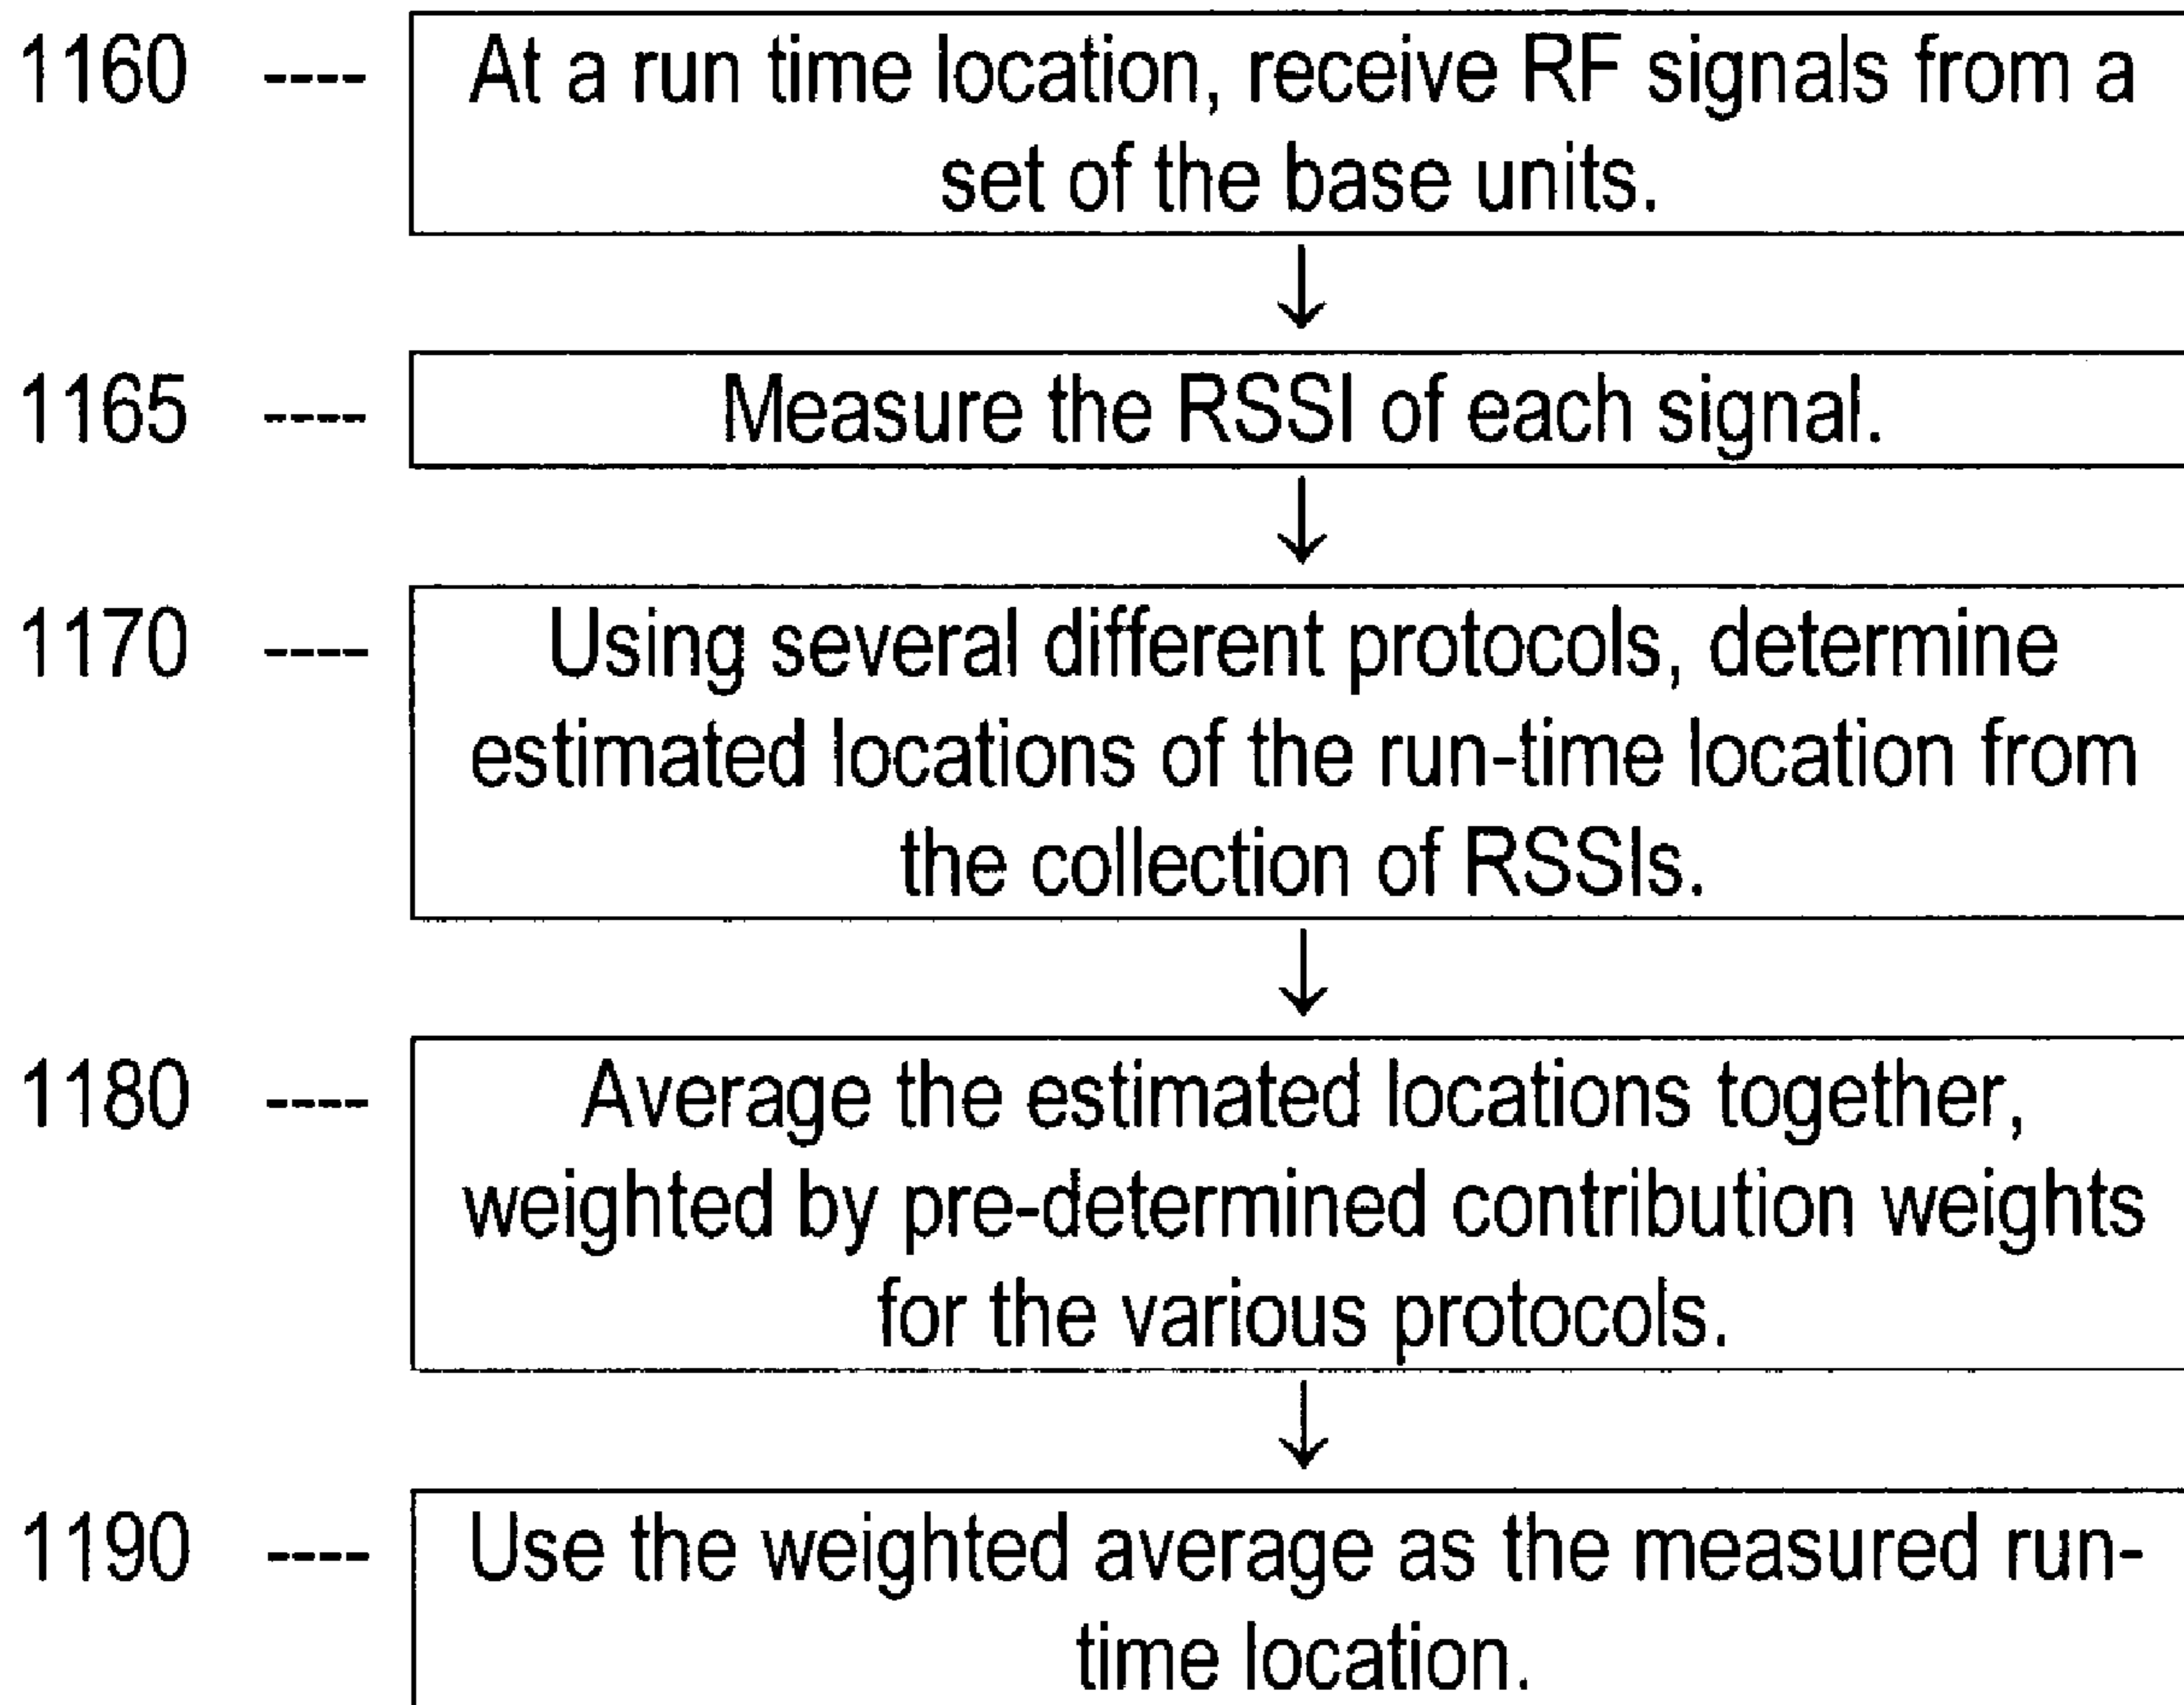 1160 ---- At a run time location, receive RF signals from a
set of the base units.
1165 ---- Measure the RSSI of each signal.
1170 ---- Using several different protocols, determine
estimated locations of the run-time location from
the collection of RSSIs.
1180 ---- Average the estimated locations together,
weighted by pre-determined contribution weights
for the various protocols.
1190 ---- Use the weighted average as the measured run-
time location.